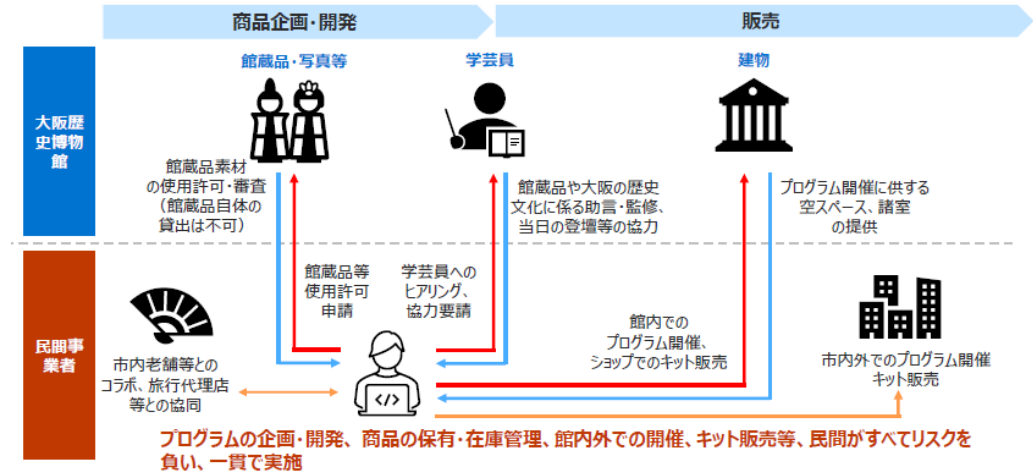 商品企画・開発
販売
館蔵品・写真等
学芸員
建物
大阪歴
史博物
館
館蔵品素材
の使用許可・審査
（館蔵品自体の
貸出は不可）
館蔵品や大阪の歴史
文化に係る助言・監修、
当日の登壇等の協力
プログラム開催に供する
空スペース、諸室
の提供
民間事
業者
館蔵品等
使用許可
申請
学芸員への
ヒアリング、
協力要請
館内での
プログラム開催、
ショップでのキット販売
市内老舗等との
コラボ、旅行代理店
等との協同
</>
市内外でのプログラム開催
キット販売
プログラムの企画・開発、商品の保有・在庫管理、館内外での開催、キット販売等、民間がすべてリスクを
負い、一貫で実施